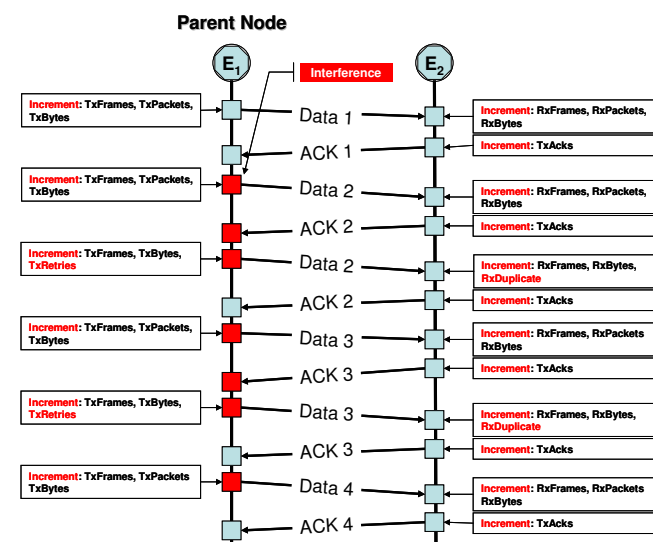 Parent Node
E1
E2
Interference
Increment: TxFrames, TxPackets,
TxBytes
Data 1
Increment: RxFrames, RxPackets,
RxBytes
ACK 1
Increment: TxAcks
Increment: TxFrames, TxPackets,
TxBytes
Data 2
Increment: RxFrames, RxPackets,
RxBytes
ACK 2
Increment: TxAcks
Increment: TxFrames, TxBytes,
TxRetries
Data 2
Increment: RxFrames, RxBytes,
RxDuplicate
ACK 2
Increment: TxAcks
Increment: TxFrames, TxPackets,
TxBytes
Data 3
Increment: RxFrames, RxPackets
RxBytes
ACK 3
Increment: TxAcks
Increment: TxFrames, TxBytes,
TxRetries
Data 3
Increment: RxFrames, RxBytes,
RxDuplicate
ACK 3
Increment: TxAcks
Increment: TxFrames, TxPackets
TxBytes
Data 4
Increment: RxFrames, RxPackets
RxBytes
ACK 4
Increment: TxAcks